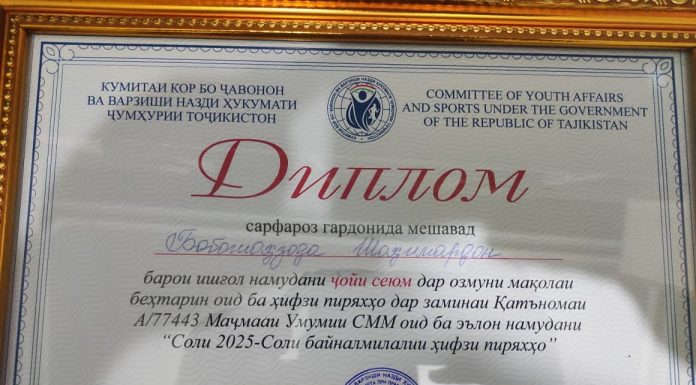 КУМИТАИ КОР БО ҶАВОНОН
ВА ВАРЗИШИ НАЗДИ ҲУКУМАТИ
ҶУМҲУРИИ ТОҶИКИСТОН
COMMITTEE OF YOUTH AFFAIRS
AND SPORTS UNDER THE GOVERNMENT
OF THE REPUBLIC OF TAJIKISTAN
Диплом
сарфароз гардонида мешавад
Бобошоҳзода Шоҳимардон
барои ишғол намудани ҷойи сеюм дар озмуни мақолаи
беҳтарин оид ба ҳифзи пиряхҳо дар заминаи Қатъномаи
A/77443 Маҷмааи Умумии СММ оид ба эълон намудани
“Соли 2025-Соли байналмилалии ҳифзи пиряхҳо”